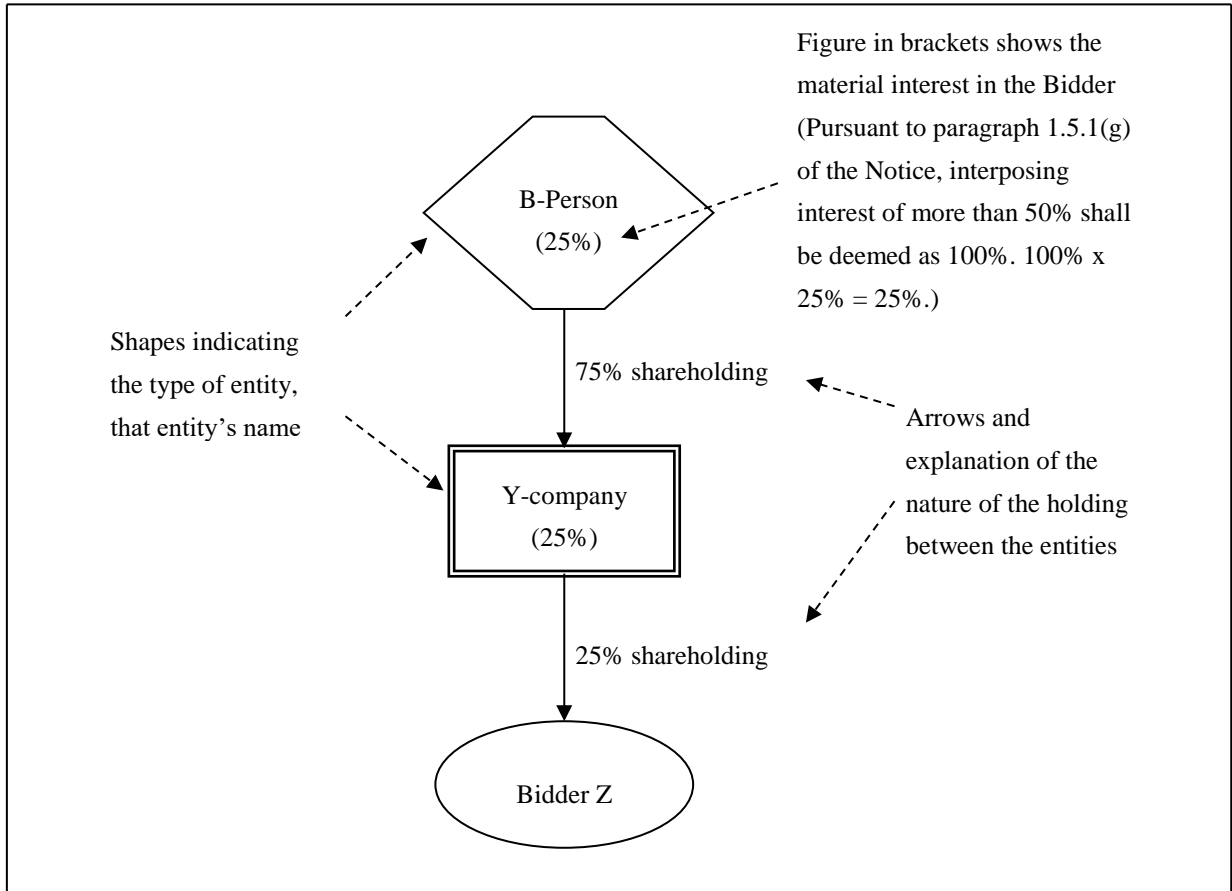 Figure in brackets shows the
material interest in the Bidder
(Pursuant to paragraph 1.5.1(g)
of the Notice, interposing
interest of more than 50% shall
be deemed as 100%. 100% x
25% = 25%.)
B-Person
(25%)
Shapes indicating
the type of entity,
that entity’s name
75% shareholding
Arrows and
explanation of the
nature of the holding
between the entities
Y-company
(25%)
25% shareholding
Bidder Z